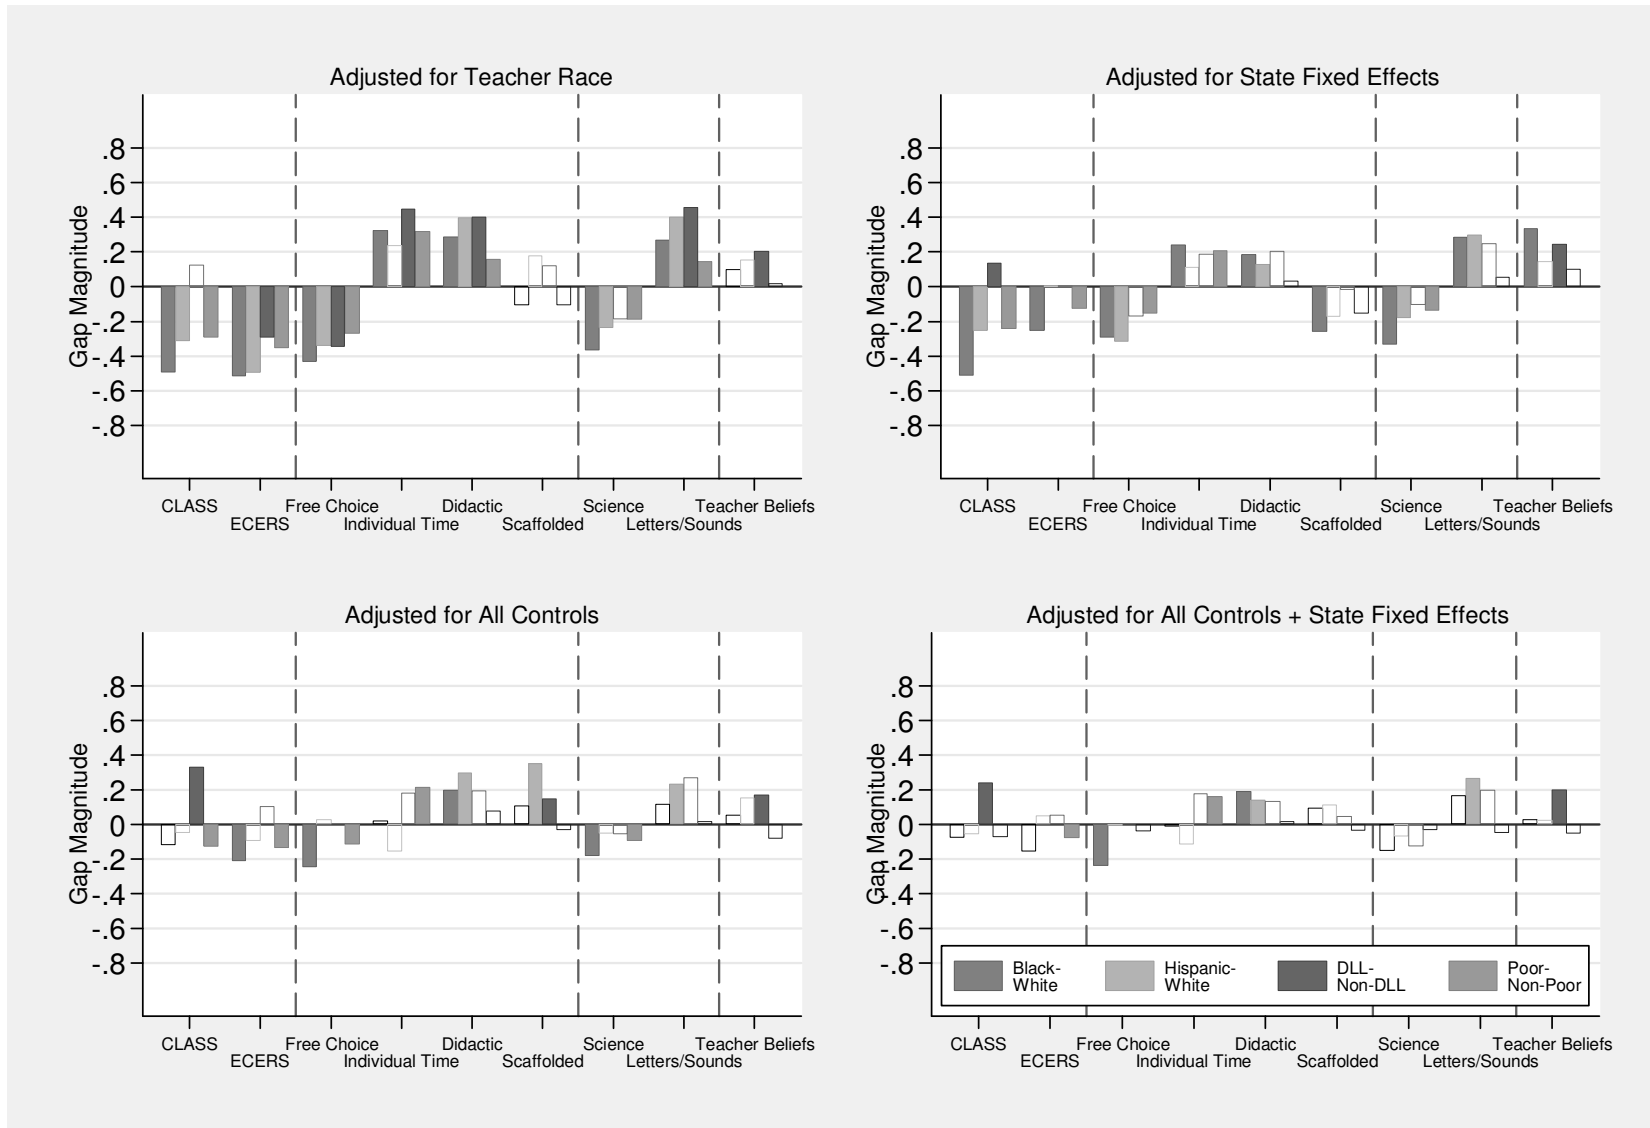 Adjusted for Teacher Race
Gap Magnitude
.8
.6
.4
.2
0
-.2
-.4
-.6
-.8
CLASS
ECERS
Free Choice
Individual Time
Didactic
Scaffolded
Science
Letters/Sounds
Teacher Beliefs
Adjusted for State Fixed Effects
Gap Magnitude
.8
.6
.4
.2
0
-.2
-.4
-.6
-.8
CLASS
ECERS
Free Choice
Individual Time
Didactic
Scaffolded
Science
Letters/Sounds
Teacher Beliefs
Adjusted for All Controls
Gap Magnitude
.8
.6
.4
.2
0
-.2
-.4
-.6
-.8
CLASS
ECERS
Free Choice
Individual Time
Didactic
Scaffolded
Science
Letters/Sounds
Teacher Beliefs
Adjusted for All Controls + State Fixed Effects
Gap Magnitude
.8
.6
.4
.2
0
-.2
-.4
-.6
-.8
Black-
White
Hispanic-
White
DLL-
Non-DLL
Poor-
Non-Poor
CLASS
ECERS
Free Choice
Individual Time
Didactic
Scaffolded
Science
Letters/Sounds
Teacher Beliefs